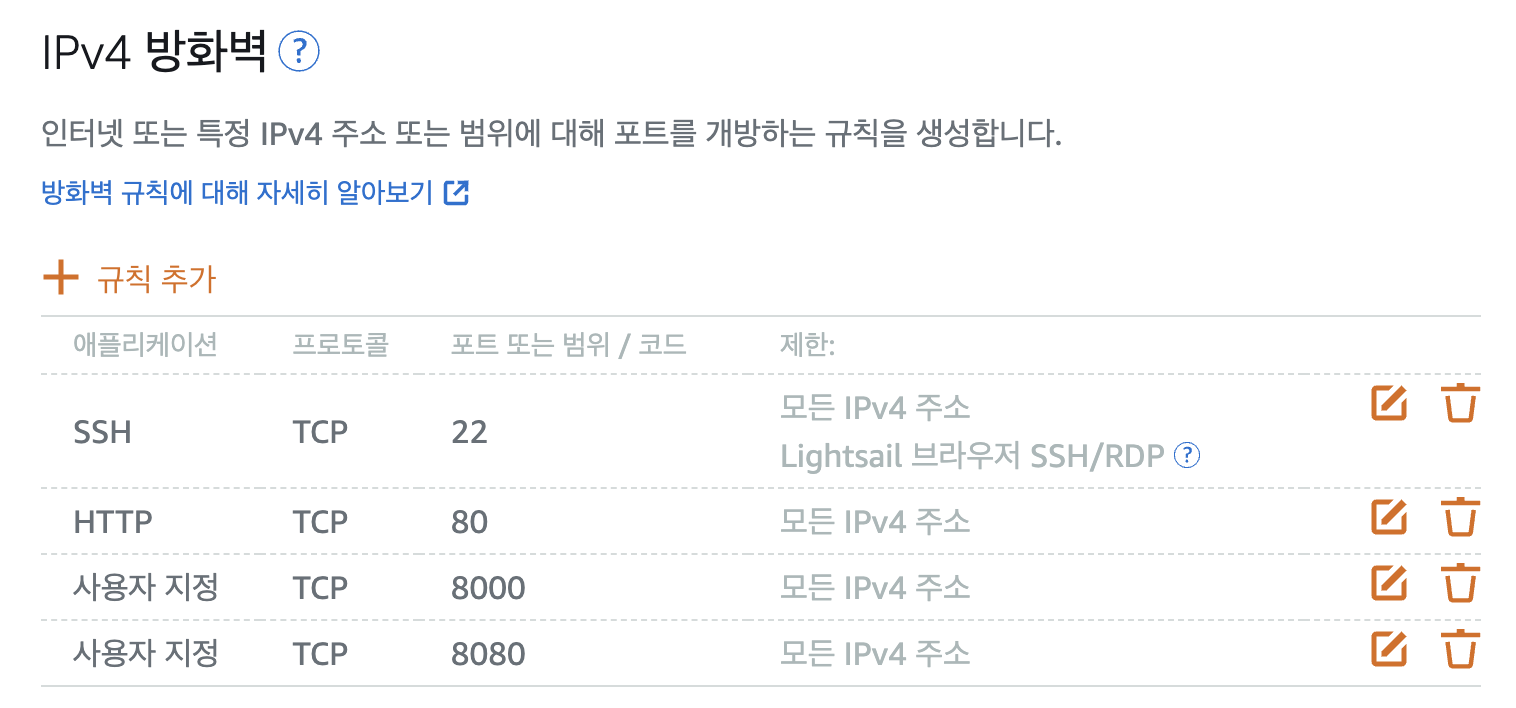 IPv4 방화벽 ?
인터넷 또는 특정 IPv4 주소 또는 범위에 대해 포트를 개방하는 규칙을 생성합니다.
방화벽 규칙에 대해 자세히 알아보기
+ 규칙 추가
애플리케이션 프로토콜 포트 또는 범위 / 코드 제한:
SSH TCP 22 모든 IPv4 주소
Lightsail 브라우저 SSH/RDP ?
HTTP TCP 80 모든 IPv4 주소
사용자 지정 TCP 8000 모든 IPv4 주소
사용자 지정 TCP 8080 모든 IPv4 주소